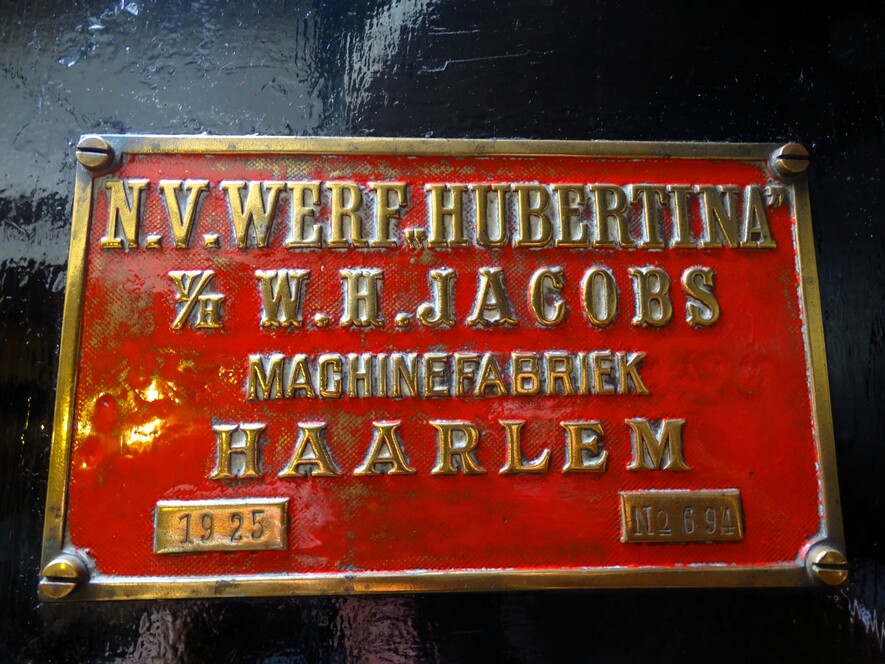 N.V. WERF „HUBERTINA”
V/H W.H. JACOBS
MACHINEFABRIEK
HAARLEM
1925 No 694